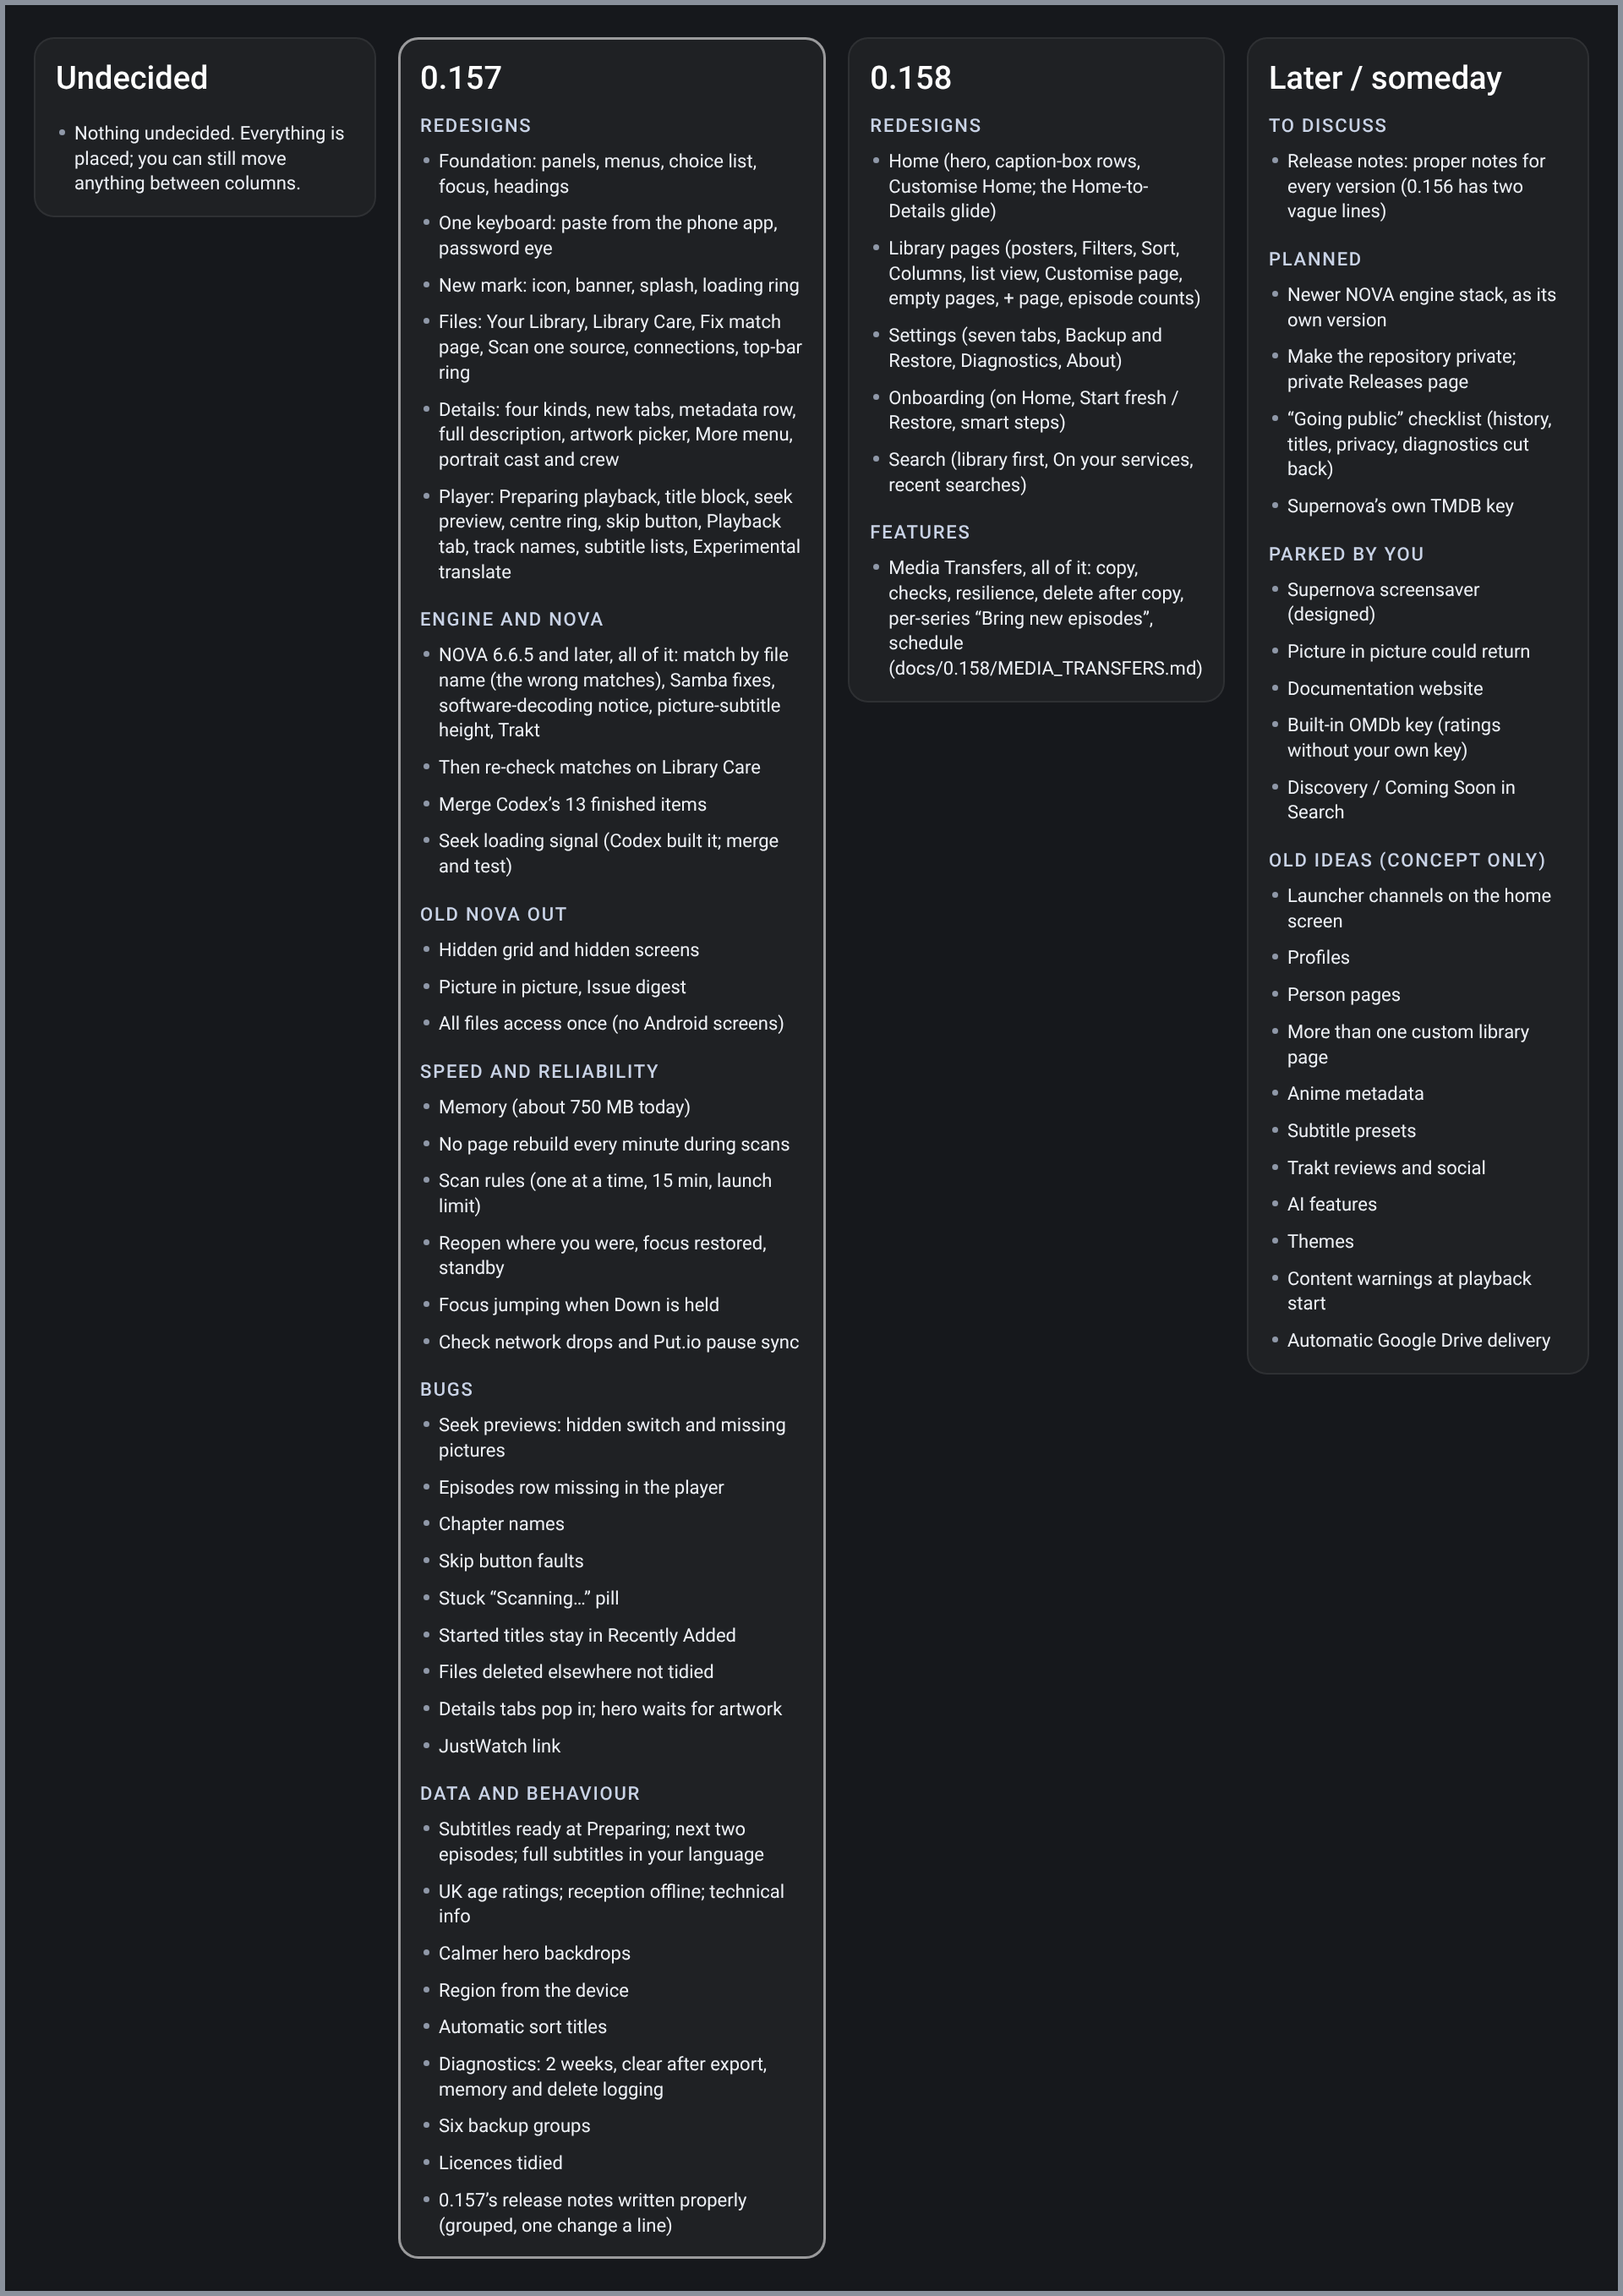 Undecided
• Nothing undecided. Everything is
placed; you can still move
anything between columns.
0.157
REDESIGNS
• Foundation: panels, menus, choice list,
focus, headings
• One keyboard: paste from the phone app,
password eye
• New mark: icon, banner, splash, loading ring
• Files: Your Library, Library Care, Fix match
page, Scan one source, connections, top-bar
ring
• Details: four kinds, new tabs, metadata row,
full description, artwork picker, More menu,
portrait cast and crew
• Player: Preparing playback, title block, seek
preview, centre ring, skip button, Playback
tab, track names, subtitle lists, Experimental
translate
ENGINE AND NOVA
• NOVA 6.6.5 and later, all of it: match by file
name (the wrong matches), Samba fixes,
software-decoding notice, picture-subtitle
height, Trakt
• Then re-check matches on Library Care
• Merge Codex’s 13 finished items
• Seek loading signal (Codex built it; merge
and test)
OLD NOVA OUT
• Hidden grid and hidden screens
• Picture in picture, Issue digest
• All files access once (no Android screens)
SPEED AND RELIABILITY
• Memory (about 750 MB today)
• No page rebuild every minute during scans
• Scan rules (one at a time, 15 min, launch
limit)
• Reopen where you were, focus restored,
standby
• Focus jumping when Down is held
• Check network drops and Put.io pause sync
BUGS
• Seek previews: hidden switch and missing
pictures
• Episodes row missing in the player
• Chapter names
• Skip button faults
• Stuck “Scanning…” pill
• Started titles stay in Recently Added
• Files deleted elsewhere not tidied
• Details tabs pop in; hero waits for artwork
• JustWatch link
DATA AND BEHAVIOUR
• Subtitles ready at Preparing; next two
episodes; full subtitles in your language
• UK age ratings; reception offline; technical
info
• Calmer hero backdrops
• Region from the device
• Automatic sort titles
• Diagnostics: 2 weeks, clear after export,
memory and delete logging
• Six backup groups
• Licences tidied
• 0.157’s release notes written properly
(grouped, one change a line)
0.158
REDESIGNS
• Home (hero, caption-box rows,
Customise Home; the Home-to-
Details glide)
• Library pages (posters, Filters, Sort,
Columns, list view, Customise page,
empty pages, + page, episode counts)
• Settings (seven tabs, Backup and
Restore, Diagnostics, About)
• Onboarding (on Home, Start fresh /
Restore, smart steps)
• Search (library first, On your services,
recent searches)
FEATURES
• Media Transfers, all of it: copy,
checks, resilience, delete after copy,
per-series “Bring new episodes”,
schedule
(docs/0.158/MEDIA_TRANSFERS.md)
Later / someday
TO DISCUSS
• Release notes: proper notes for
every version (0.156 has two
vague lines)
PLANNED
• Newer NOVA engine stack, as its
own version
• Make the repository private;
private Releases page
• “Going public” checklist (history,
titles, privacy, diagnostics cut
back)
• Supernova’s own TMDB key
PARKED BY YOU
• Supernova screensaver
(designed)
• Picture in picture could return
• Documentation website
• Built-in OMDb key (ratings
without your own key)
• Discovery / Coming Soon in
Search
OLD IDEAS (CONCEPT ONLY)
• Launcher channels on the home
screen
• Profiles
• Person pages
• More than one custom library
page
• Anime metadata
• Subtitle presets
• Trakt reviews and social
• AI features
• Themes
• Content warnings at playback
start
• Automatic Google Drive delivery